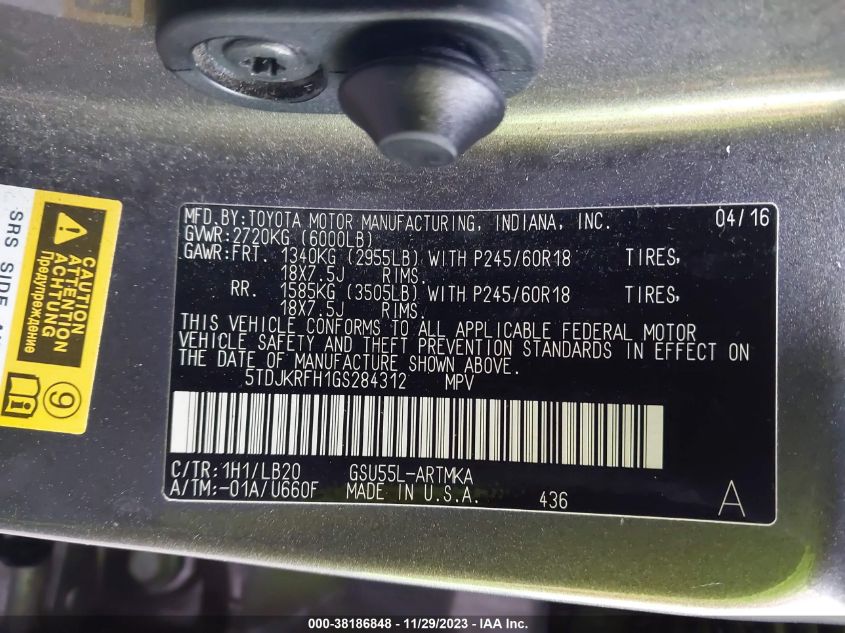 MFD.BY:TOYOTA MOTOR MANUFACTURING, INDIANA, INC. 04/16
GVWR:2720KG (6000LB)
GAWR:FRT. 1340KG (2955LB) WITH P245/60R18 TIRES,
18X7.5J RIMS.
RR. 1585KG (3505LB) WITH P245/60R18 TIRES,
18X7.5J RIMS.
THIS VEHICLE CONFORMS TO ALL APPLICABLE FEDERAL MOTOR
VEHICLE SAFETY AND THEFT PREVENTION STANDARDS IN EFFECT ON
THE DATE OF MANUFACTURE SHOWN ABOVE.
5TDJKRFH1GS284312 MPV
C/TR:1H1/LB20 GSU55L-ARTMKA
A/TM:-01A/U660F MADE IN U.S.A. 436 A
SRS SIDE
CAUTION
ATTENTION
ACHTUNG
Предупреждение
9
000-38186848 - 11/29/2023 - IAA Inc.